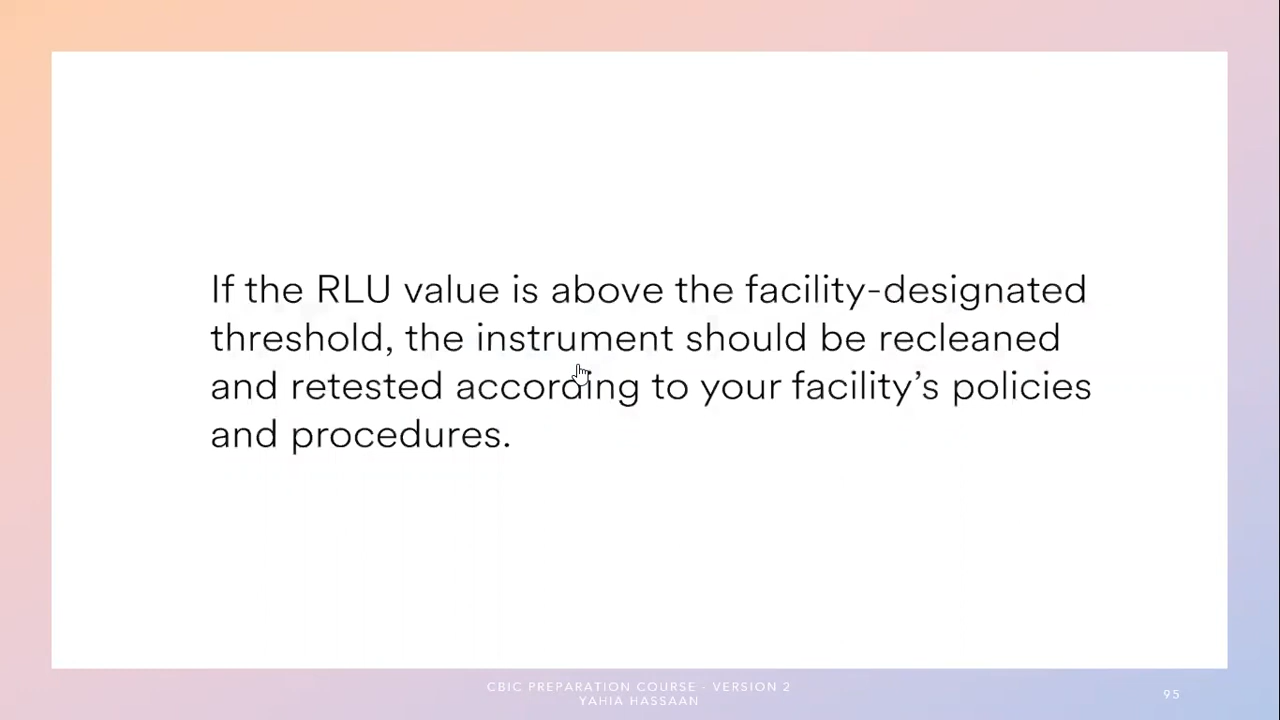 If the RLU value is above the facility-designated
threshold, the instrument should be recleaned
and retested according to your facility’s policies
and procedures.
CBIC PREPARATION COURSE - VERSION 2
YAHIA HASSAAN
95